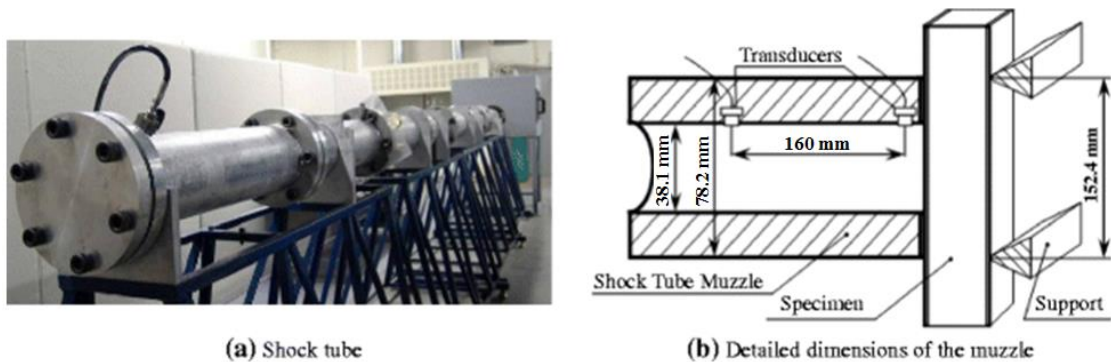 Transducers
160 mm
38.1 mm
78.2 mm
152.4 mm
Shock Tube Muzzle
Specimen
Support
(a) Shock tube
(b) Detailed dimensions of the muzzle